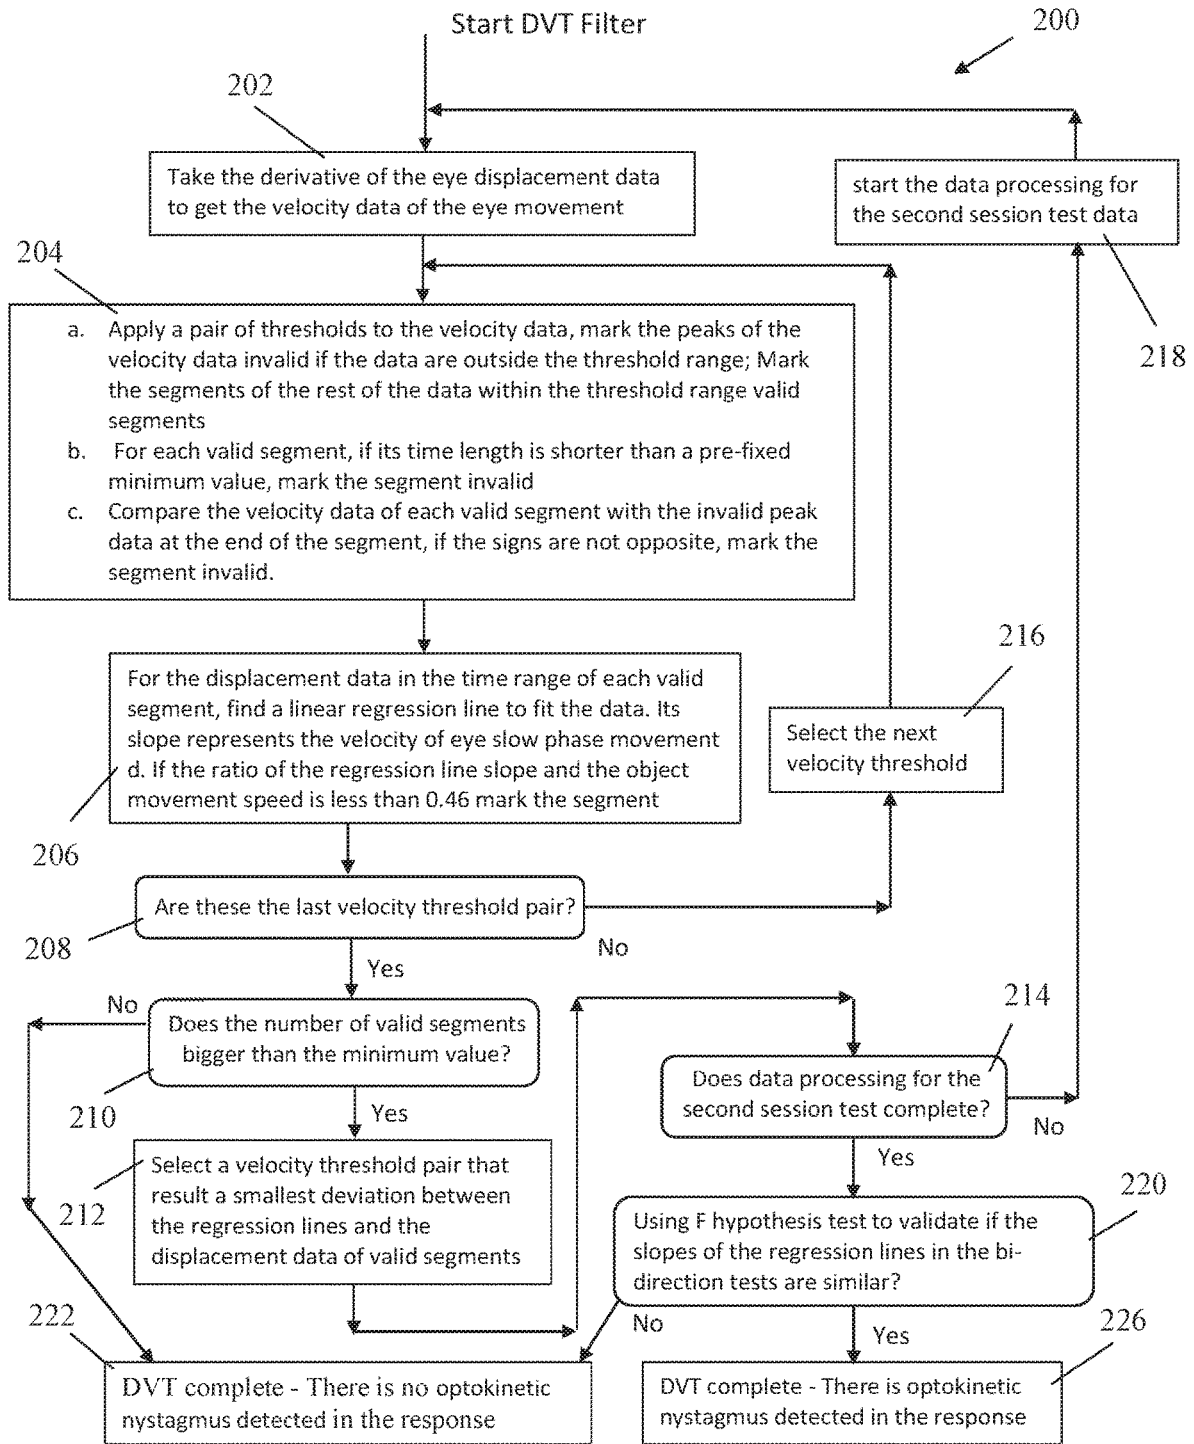 Start DVT Filter
200
202
Take the derivative of the eye displacement data
to get the velocity data of the eye movement
start the data processing for
the second session test data
218
204
a. Apply a pair of thresholds to the velocity data, mark the peaks of the
velocity data invalid if the data are outside the threshold range; Mark
the segments of the rest of the data within the threshold range valid
segments
b. For each valid segment, if its time length is shorter than a pre-fixed
minimum value, mark the segment invalid
c. Compare the velocity data of each valid segment with the invalid peak
data at the end of the segment, if the signs are not opposite, mark the
segment invalid.
216
For the displacement data in the time range of each valid
segment, find a linear regression line to fit the data. Its
slope represents the velocity of eye slow phase movement
d. If the ratio of the regression line slope and the object
movement speed is less than 0.46 mark the segment
206
Select the next
velocity threshold
Are these the last velocity threshold pair?
208
No
Yes
No
Does the number of valid segments
bigger than the minimum value?
210
Yes
214
Does data processing for the
second session test complete?
No
Yes
Select a velocity threshold pair that
result a smallest deviation between
the regression lines and the
displacement data of valid segments
212
220
Using F hypothesis test to validate if the
slopes of the regression lines in the bi-
direction tests are similar?
No
Yes
222
DVT complete - There is no optokinetic
nystagmus detected in the response
226
DVT complete - There is optokinetic
nystagmus detected in the response